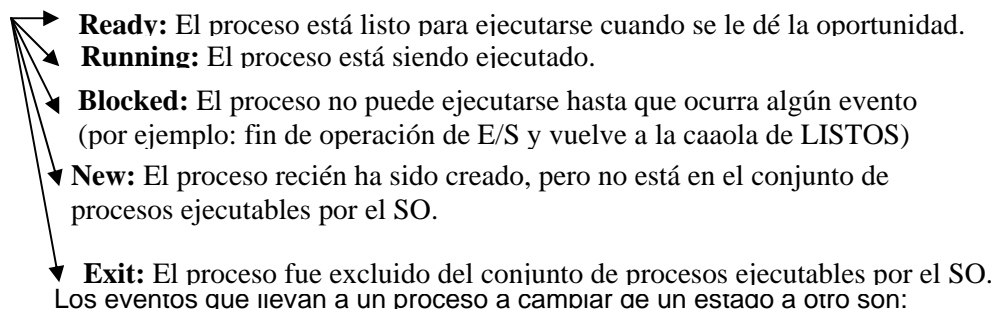 Ready: El proceso está listo para ejecutarse cuando se le dé la oportunidad.
Running: El proceso está siendo ejecutado.
Blocked: El proceso no puede ejecutarse hasta que ocurra algún evento
(por ejemplo: fin de operación de E/S y vuelve a la caaola de LISTOS)
New: El proceso recién ha sido creado, pero no está en el conjunto de
procesos ejecutables por el SO.
Exit: El proceso fue excluido del conjunto de procesos ejecutables por el SO.
Los eventos que llevan a un proceso a cambiar de un estado a otro son: